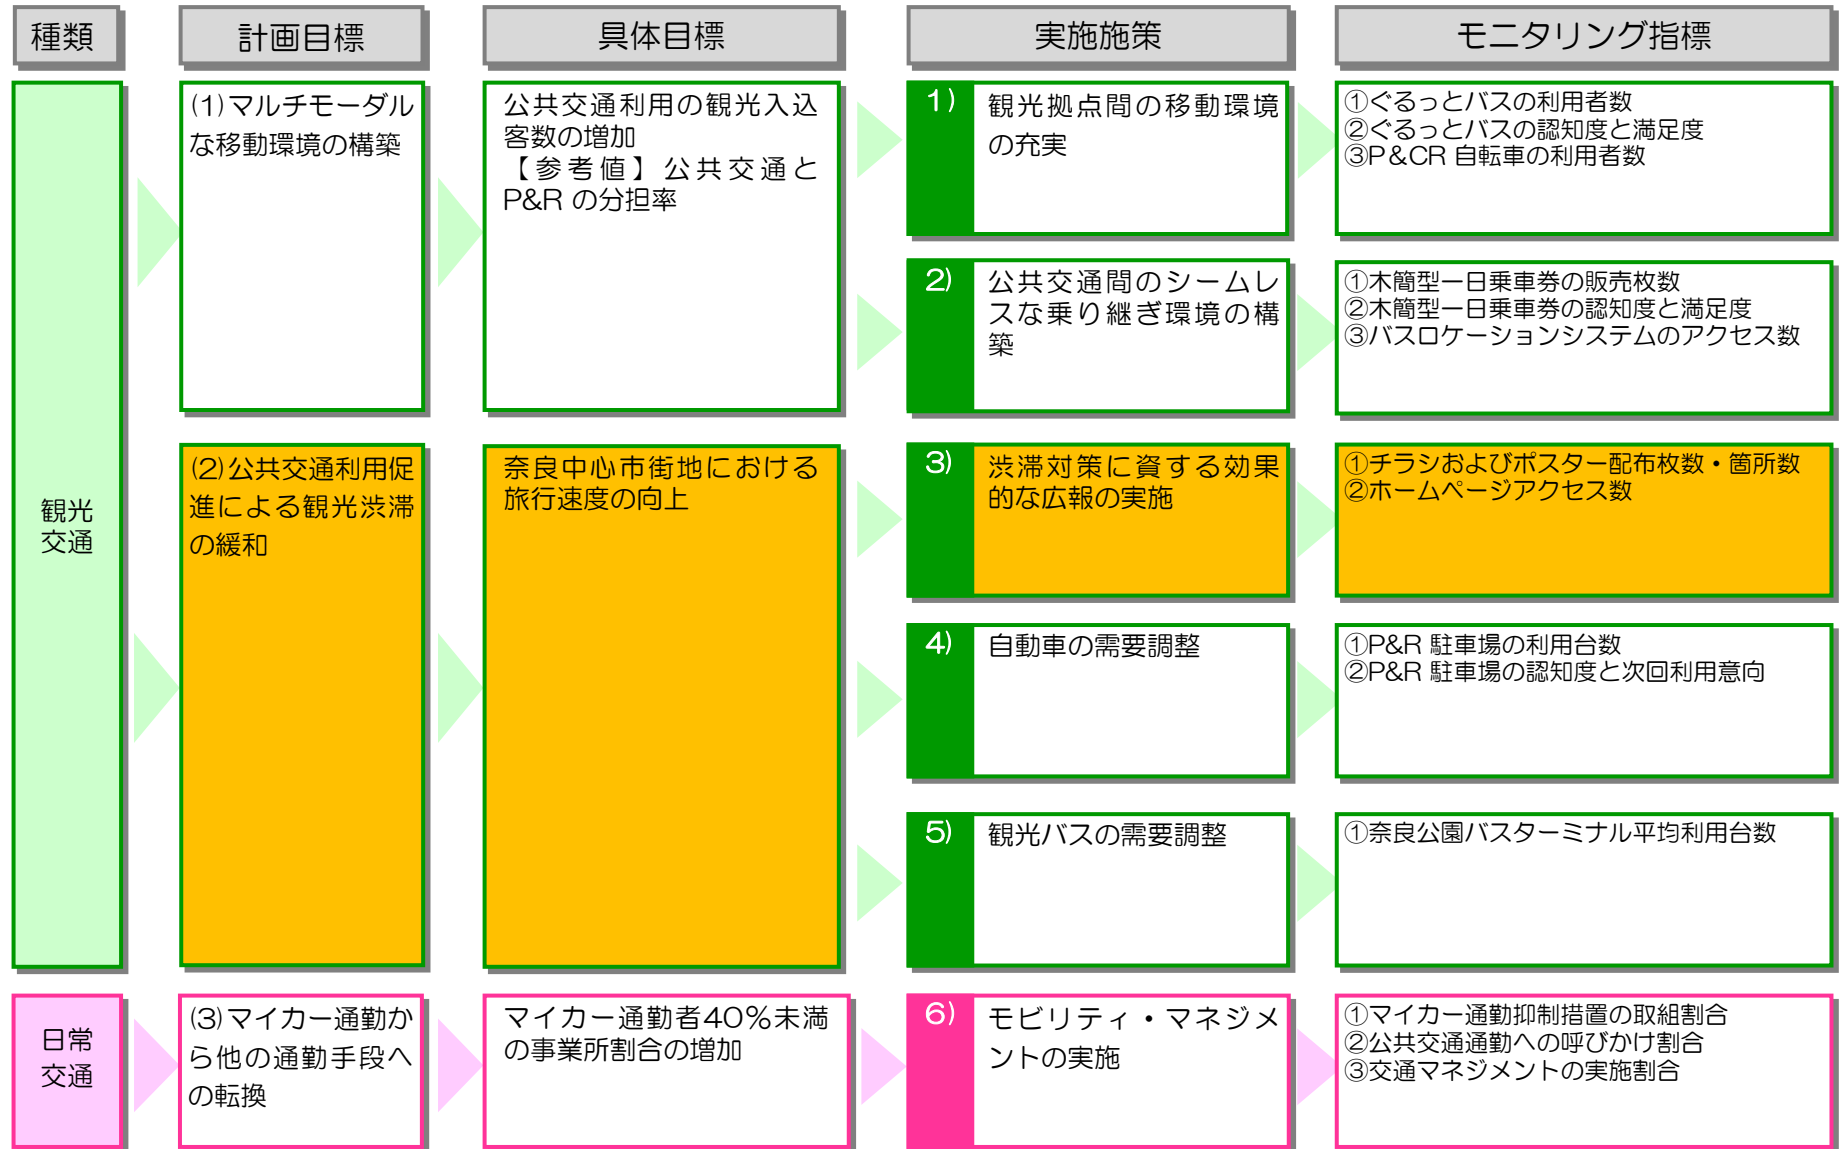 種類
計画目標
具体目標
実施施策
モニタリング指標
観光
交通
(1)マルチモーダル
な移動環境の構築
公共交通利用の観光入込
客数の増加
【参考値】公共交通と
P&R の分担率
1)
観光拠点間の移動環境
の充実
①ぐるっとバスの利用者数
②ぐるっとバスの認知度と満足度
③P&CR 自転車の利用者数
2)
公共交通間のシームレ
スな乗り継ぎ環境の構
築
①木簡型一日乗車券の販売枚数
②木簡型一日乗車券の認知度と満足度
③バスロケーションシステムのアクセス数
(2)公共交通利用促
進による観光渋滞
の緩和
奈良中心市街地における
旅行速度の向上
3)
渋滞対策に資する効果
的な広報の実施
①チラシおよびポスター配布枚数・箇所数
②ホームページアクセス数
4)
自動車の需要調整
①P&R 駐車場の利用台数
②P&R 駐車場の認知度と次回利用意向
5)
観光バスの需要調整
①奈良公園バスターミナル平均利用台数
日常
交通
(3)マイカー通勤か
ら他の通勤手段へ
の転換
マイカー通勤者40%未満
の事業所割合の増加
6)
モビリティ・マネジメ
ントの実施
①マイカー通勤抑制措置の取組割合
②公共交通通勤への呼びかけ割合
③交通マネジメントの実施割合